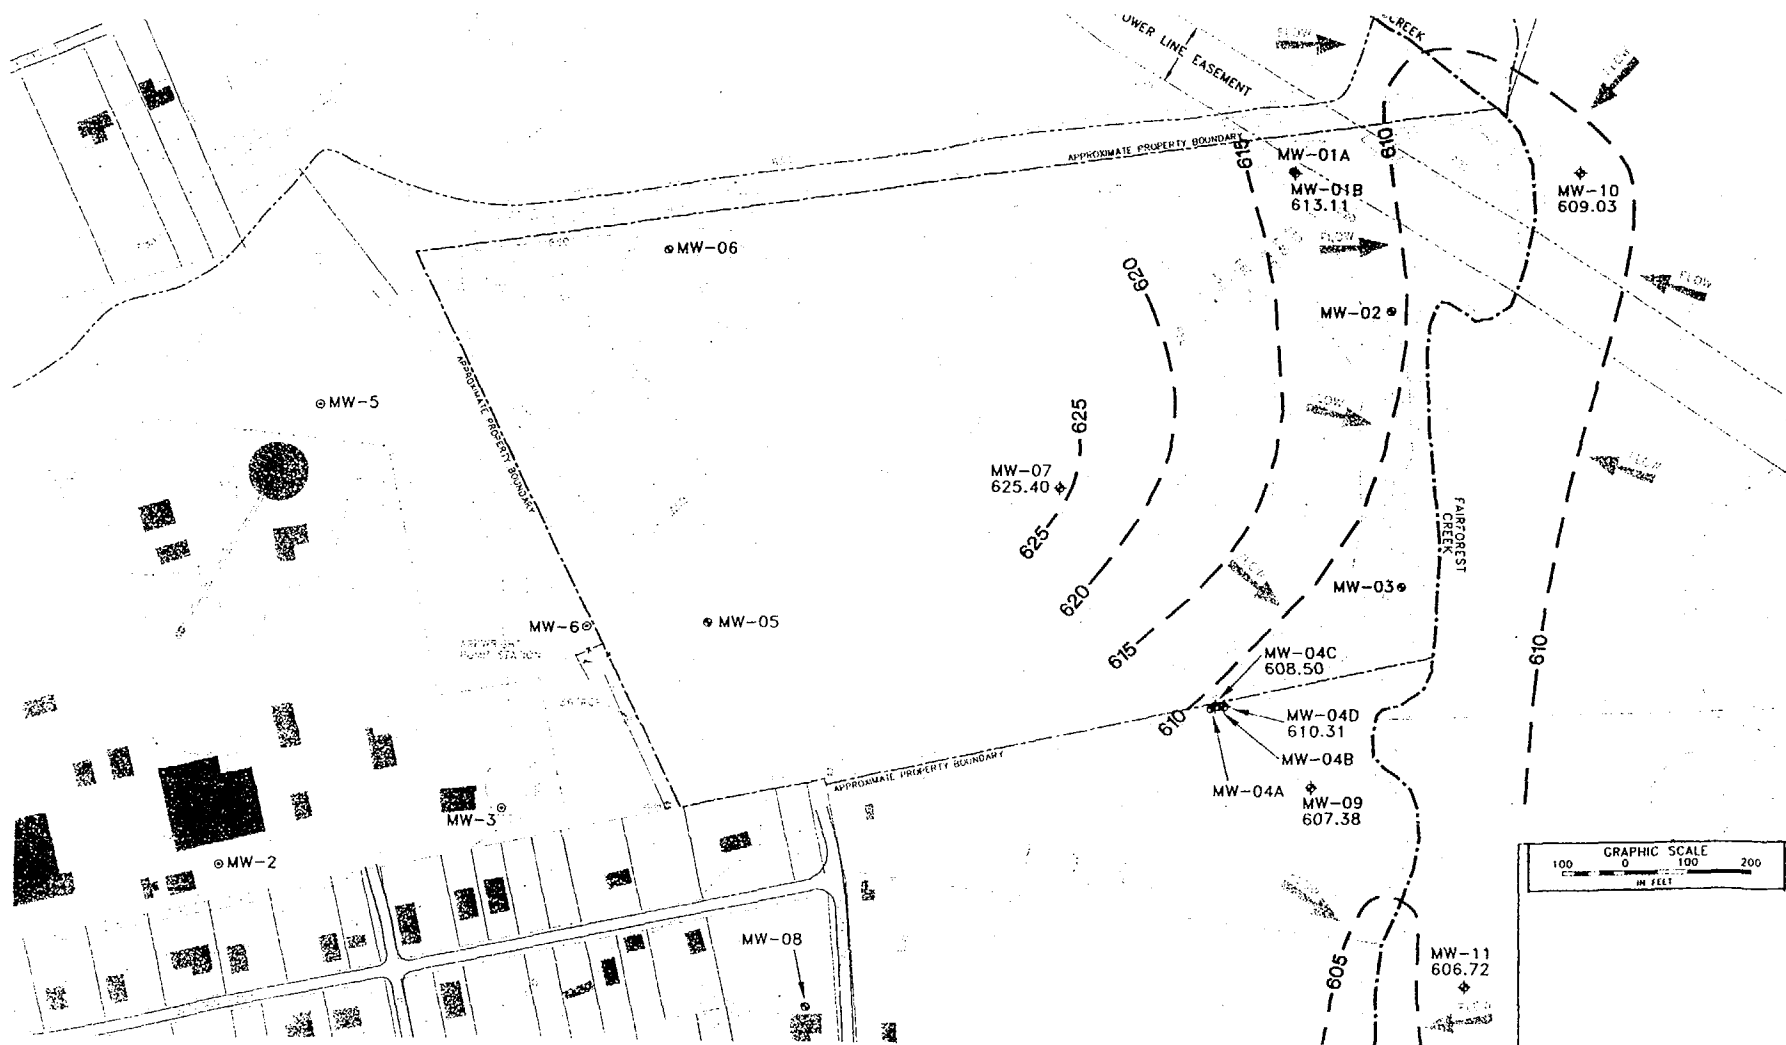 CREEK
OWER LINE EASEMENT
FLOW
FLOW
APPROXIMATE PROPERTY BOUNDARY
615
MW-01A
610
MW-01B
613.11
MW-10
609.03
MW-06
FLOW
620
FLOW
MW-02
MW-5
APPROXIMATE PROPERTY BOUNDARY
FLOW
625
MW-07
625.40
FLOW
625
FAIRFOREST
CREEK
FLOW
MW-03
620
MW-6
MW-05
PUMP STATION
615
610
MW-04C
608.50
610
MW-04D
610.31
MW-04B
APPROXIMATE PROPERTY BOUNDARY
MW-04A
MW-09
607.38
MW-3
MW-2
GRAPHIC SCALE
100 0 100 200
IN FEET
MW-08
605
MW-11
606.72
FLOW